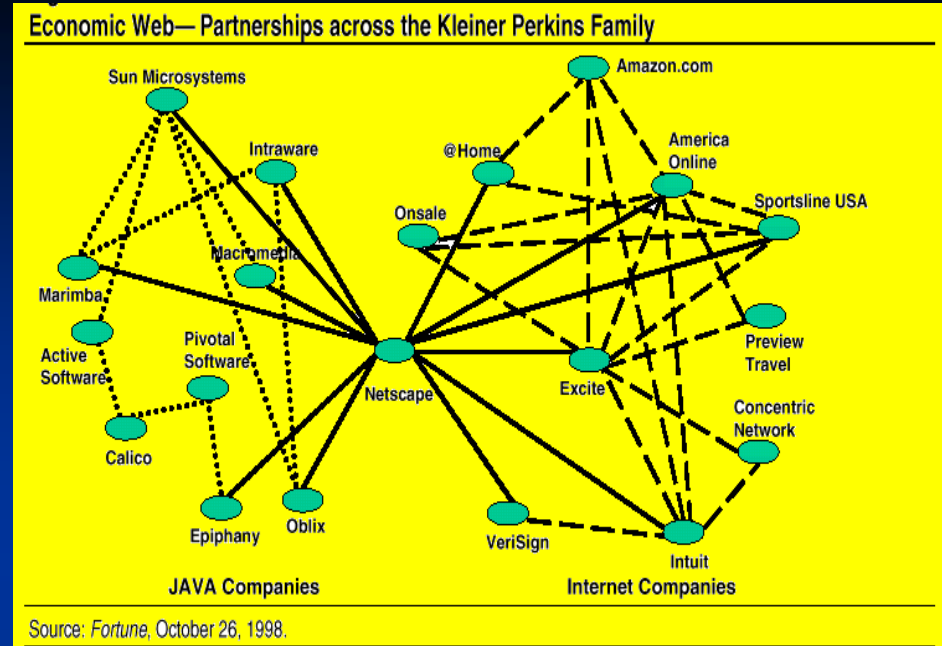 Economic Web— Partnerships across the Kleiner Perkins Family
Sun Microsystems
Amazon.com
Intraware
@Home
America
Online
Onsale
Sportsline USA
Macromedia
Marimba
Active
Software
Pivotal
Software
Netscape
Excite
Preview
Travel
Concentric
Network
Calico
Epiphany
Oblix
VeriSign
Intuit
JAVA Companies
Internet Companies
Source: Fortune, October 26, 1998.